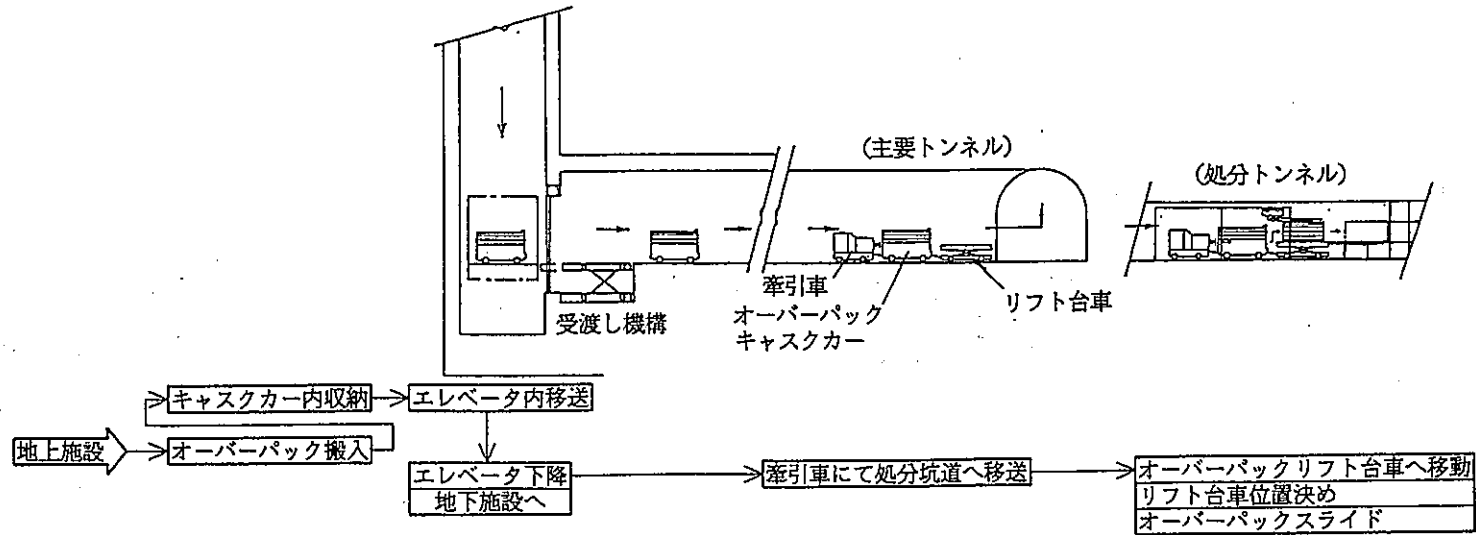 (主要トンネル)
(処分トンネル)
牽引車
オーバーパック
キャスクカー
リフト台車
受渡し機構
キャスクカー内収納
エレベータ内移送
地上施設
オーバーパック搬入
エレベータ下降
地下施設へ
牽引車にて処分坑道へ移送
オーバーパックリフト台車へ移動
リフト台車位置決め
オーバーパックスライド